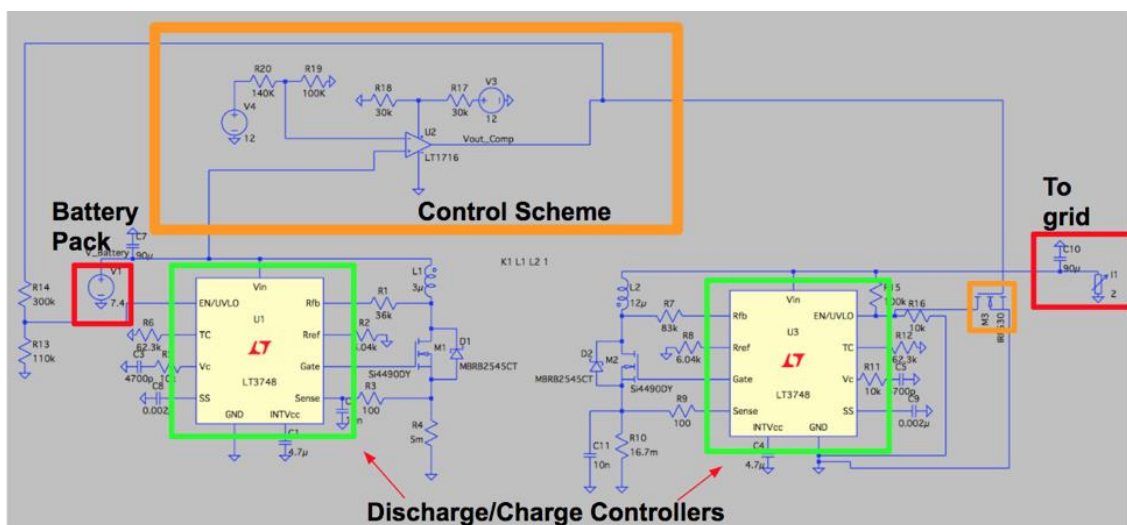 Control Scheme
R20
140K
R19
100K
V4
12
R18
30k
R17
30k
V3
12
U2
LT1716
Vout_Comp
Battery
Pack
C7
90µ
V_Battery
V1
7.4
R14
300k
R13
110k
K1 L1 L2 1
L1
3µ
Vin
EN/UVLO
Rfb
U1
TC
Rref
Vc
Gate
LT3748
SS
Sense
GND
INTVcc
R6
62.3k
C3
4700p
10k
C8
0.002
R1
36k
R2
M1
Si4490DY
D1
MBRB2545CT
R3
100
R4
5m
C1
4.7µ
To
grid
C10
90µ
I1
2
L2
12µ
R7
83k
R8
6.04k
D2
MBRB2545CT
M2
Si4490DY
R9
100
C11
10n
R10
16.7m
Vin
Rfb
EN/UVLO
U3
Rref
TC
Gate
Vc
LT3748
Sense
SS
INTVcc
GND
C4
4.7µ
R15
100k
R16
10k
R12
62.3k
R11
10k
C5
C9
0.002µ
M3
Discharge/Charge Controllers